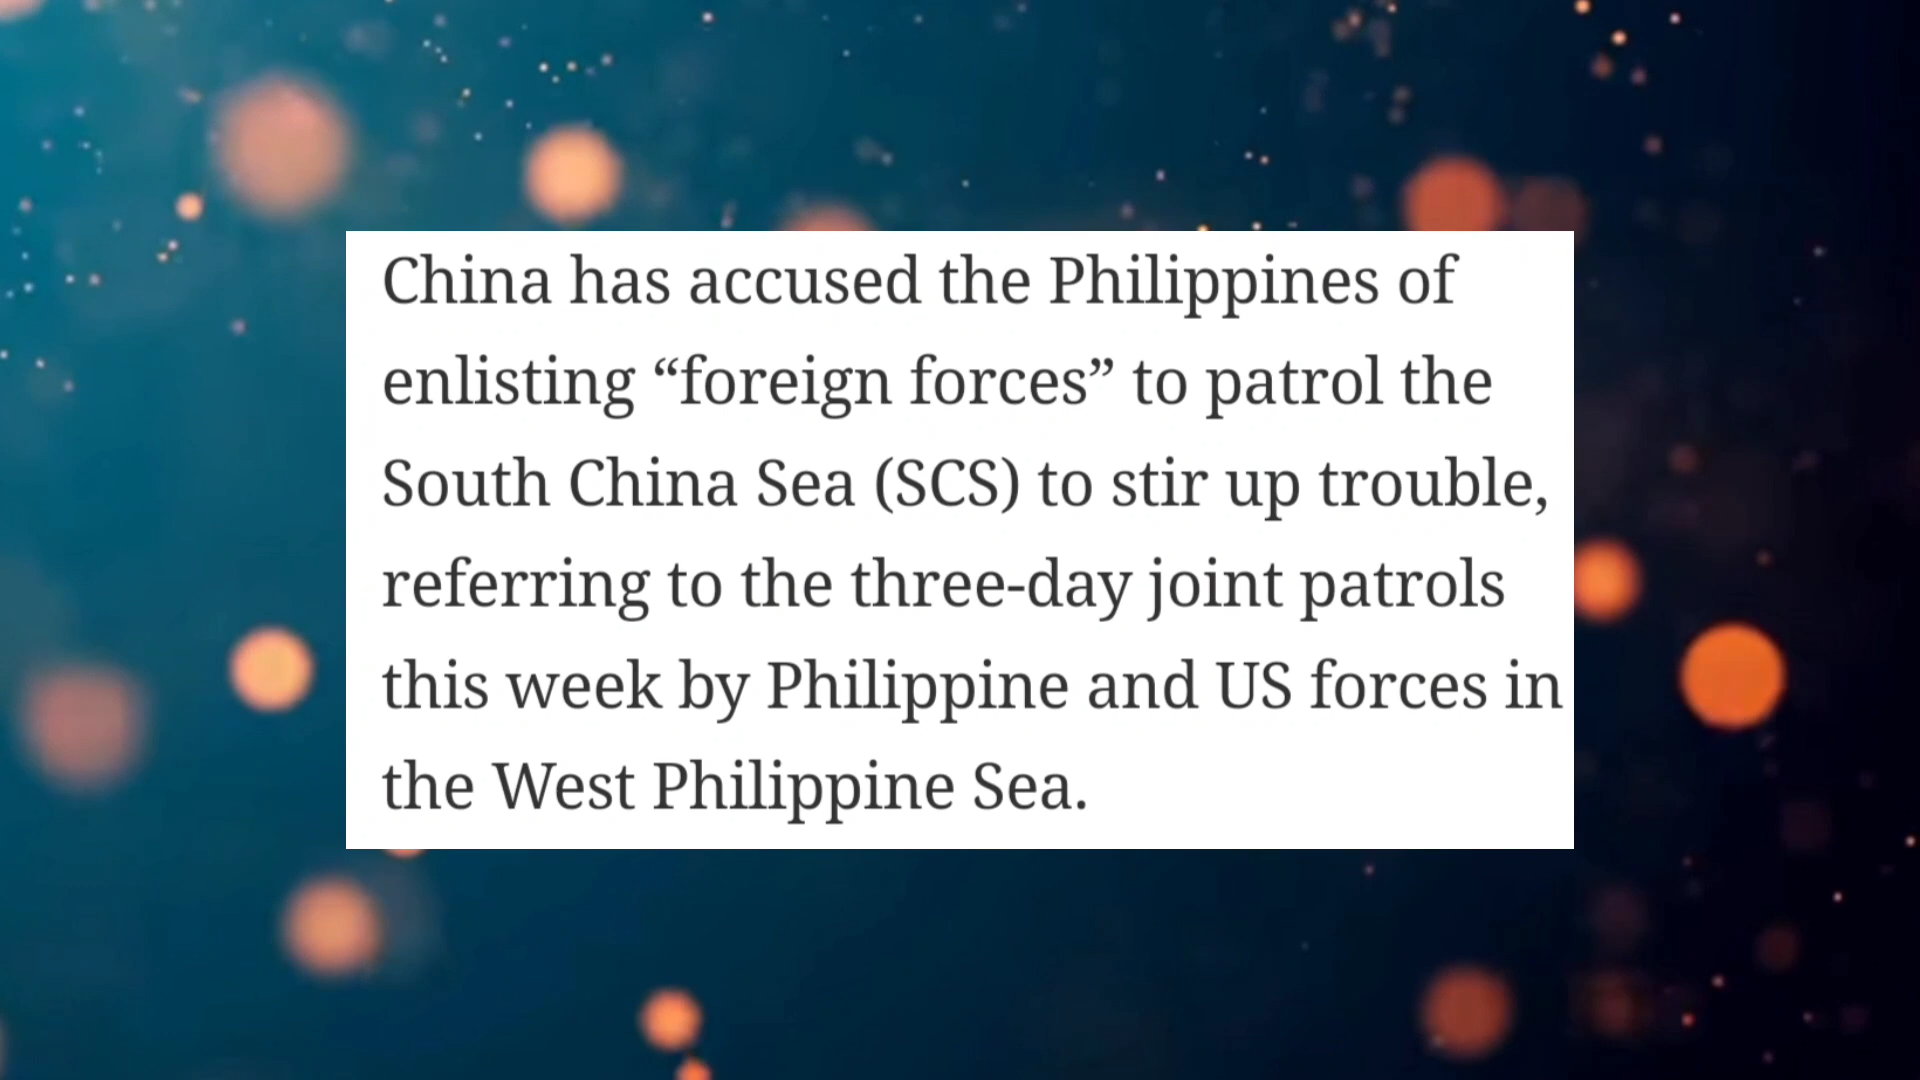 China has accused the Philippines of
enlisting “foreign forces” to patrol the
South China Sea (SCS) to stir up trouble,
referring to the three-day joint patrols
this week by Philippine and US forces in
the West Philippine Sea.